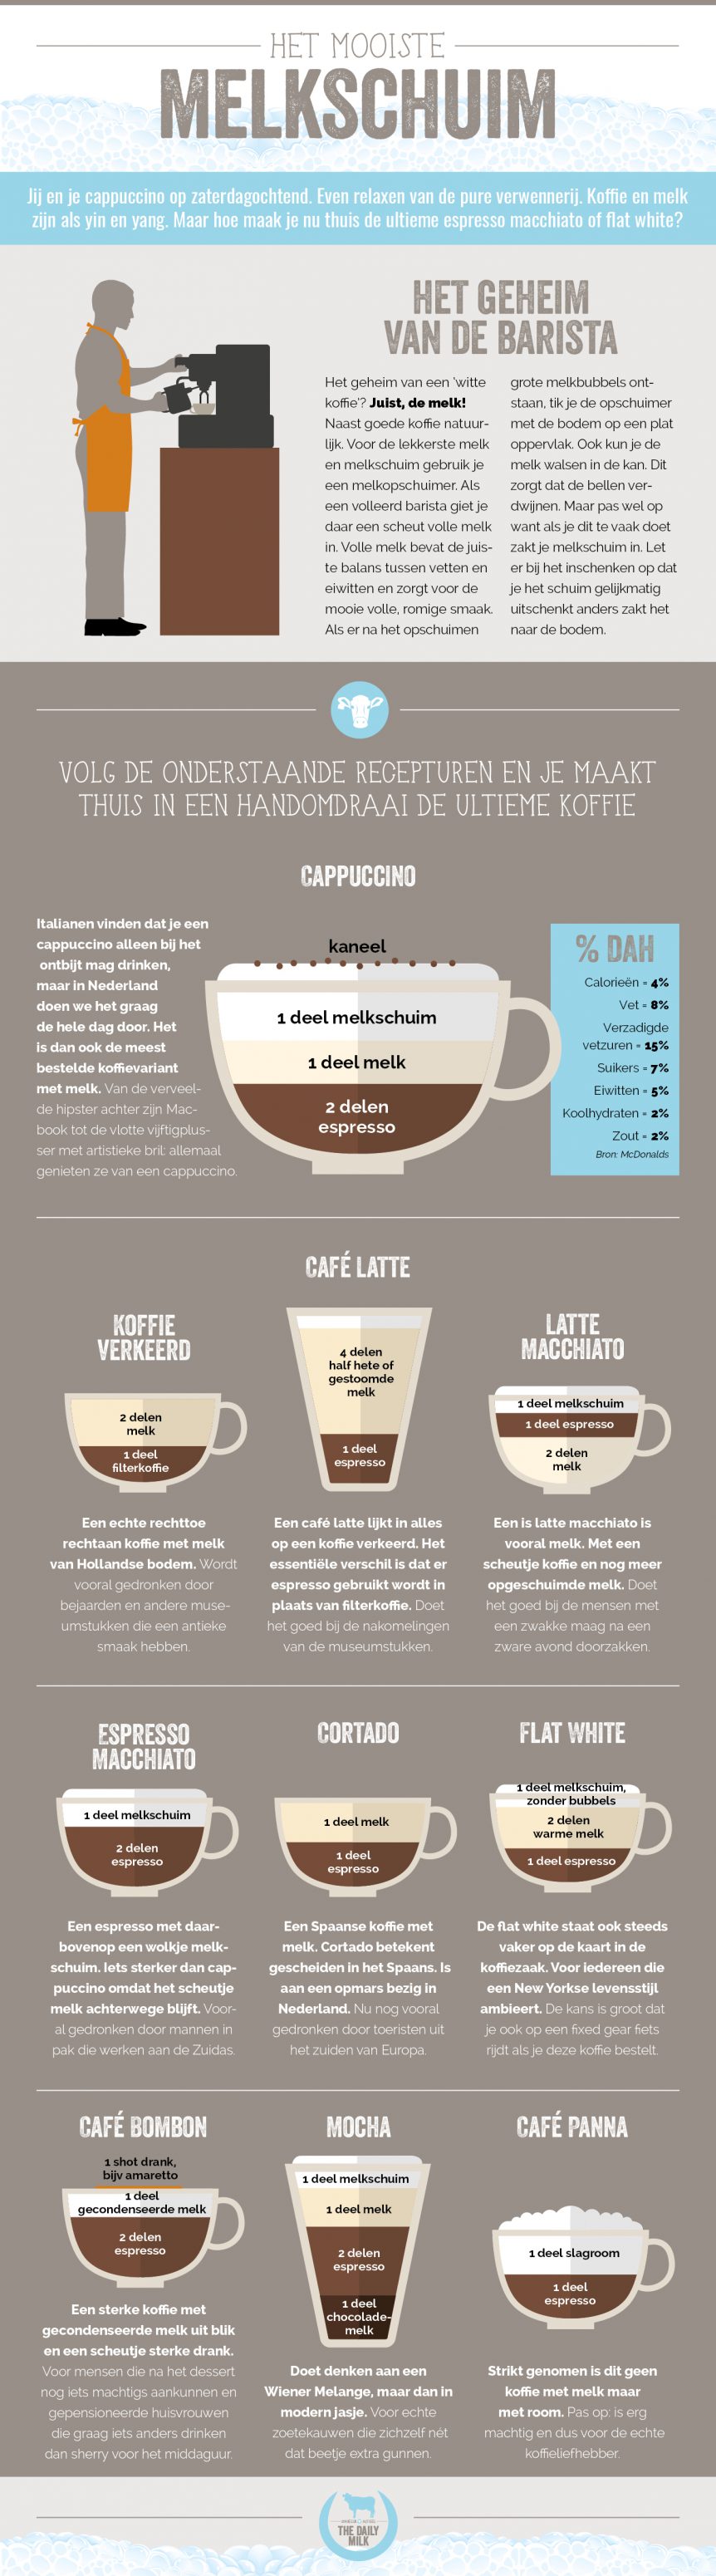 HET MOOISTE
MELKSCHUIM
Jij en je cappuccino op zaterdagochtend. Even relaxen van de pure verwennerij. Koffie en melk
zijn als yin en yang. Maar hoe maak je nu thuis de ultieme espresso macchiato of flat white?
HET GEHEIM
VAN DE BARISTA
Het geheim van een 'witte
koffie'? Juist, de melk!
Naast goede koffie natuur-
lijk. Voor de lekkerste melk
en melkschuim gebruik je
een melkopschuimer. Als
een volleerd barista giet je
daar een scheut volle melk
in. Volle melk bevat de juis-
te balans tussen vetten en
eiwitten en zorgt voor de
mooie volle, romige smaak.
Als er na het opschuimen
grote melkbubbels ont-
staan, tik je de opschuimer
met de bodem op een plat
oppervlak. Ook kun je de
melk walsen in de kan. Dit
zorgt dat de bellen ver-
dwijnen. Maar pas wel op
want als je dit te vaak doet
zakt je melkschuim in. Let
er bij het inschenken op dat
je het schuim gelijkmatig
uitschenkt anders zakt het
naar de bodem.
VOLG DE ONDERSTAANDE RECEPTUREN EN JE MAAKT
THUIS IN EEN HANDOMDRAAI DE ULTIEME KOFFIE
CAPPUCCINO
Italianen vinden dat je een
cappuccino alleen bij het
ontbijt mag drinken,
maar in Nederland
doen we het graag
de hele dag door. Het
is dan ook de meest
bestelde koffievariant
met melk. Van de verveel-
de hipster achter zijn Mac-
book tot de vlotte vijftigplus-
ser met artistieke bril: allemaal
genieten ze van een cappuccino.
kaneel
1 deel melkschuim
1 deel melk
2 delen
espresso
% DAH
Calorieën = 4%
Vet = 8%
Verzadigde
vetzuren = 15%
Suikers = 7%
Eiwitten = 5%
Koolhydraten = 2%
Zout = 2%
Bron: McDonalds
KOFFIE
VERKEERD
2 delen
melk
1 deel
filterkoffie
Een echte rechttoe
rechtaan koffie met melk
van Hollandse bodem. Wordt
vooral gedronken door
bejaarden en andere muse-
umstukken die een antieke
smaak hebben.
CAFÉ LATTE
4 delen
half hete of
gestoomde
melk
1 deel
espresso
Een café latte lijkt in alles
op een koffie verkeerd. Het
essentiële verschil is dat er
espresso gebruikt wordt in
plaats van filterkoffie. Doet
het goed bij de nakomelingen
van de museumstukken.
LATTE
MACCHIATO
1 deel melkschuim
1 deel espresso
2 delen
melk
Een is latte macchiato is
vooral melk. Met een
scheutje koffie en nog meer
opgeschuimde melk. Doet
het goed bij de mensen met
een zwakke maag na een
zware avond doorzakken.
ESPRESSO
MACCHIATO
1 deel melkschuim
2 delen
espresso
Een espresso met daar-
bovenop een wolkje melk-
schuim. Iets sterker dan cap-
puccino omdat het scheutje
melk achterwege blijft. Voor-
al gedronken door mannen in
pak die werken aan de Zuidas.
CORTADO
1 deel melk
1 deel
espresso
Een Spaanse koffie met
melk. Cortado betekent
gescheiden in het Spaans. Is
aan een opmars bezig in
Nederland. Nu nog vooral
gedronken door toeristen uit
het zuiden van Europa.
FLAT WHITE
1 deel melkschuim,
zonder bubbels
2 delen
warme melk
1 deel espresso
De flat white staat ook steeds
vaker op de kaart in de
koffiezaak. Voor iedereen die
een New Yorkse levensstijl
ambieert. De kans is groot dat
je ook op een fixed gear fiets
rijdt als je deze koffie bestelt.
CAFÉ BOMBON
1 shot drank,
bijv amaretto
1 deel
gecondenseerde melk
2 delen
espresso
Een sterke koffie met
gecondenseerde melk uit blik
en een scheutje sterke drank.
Voor mensen die na het dessert
nog iets machtigs aankunnen en
gepensioneerde huisvrouwen
die graag iets anders drinken
dan sherry voor het middaguur.
MOCHA
1 deel melkschuim
1 deel melk
2 delen
espresso
1 deel
chocolade-
melk
Doet denken aan een
Wiener Melange, maar dan in
modern jasje. Voor echte
zoetekauwen die zichzelf nét
dat beetje extra gunnen.
CAFÉ PANNA
1 deel slagroom
1 deel
espresso
Strikt genomen is dit geen
koffie met melk maar
met room. Pas op: is erg
machtig en dus voor de echte
koffieliefhebber.
THE DAILY
MILK